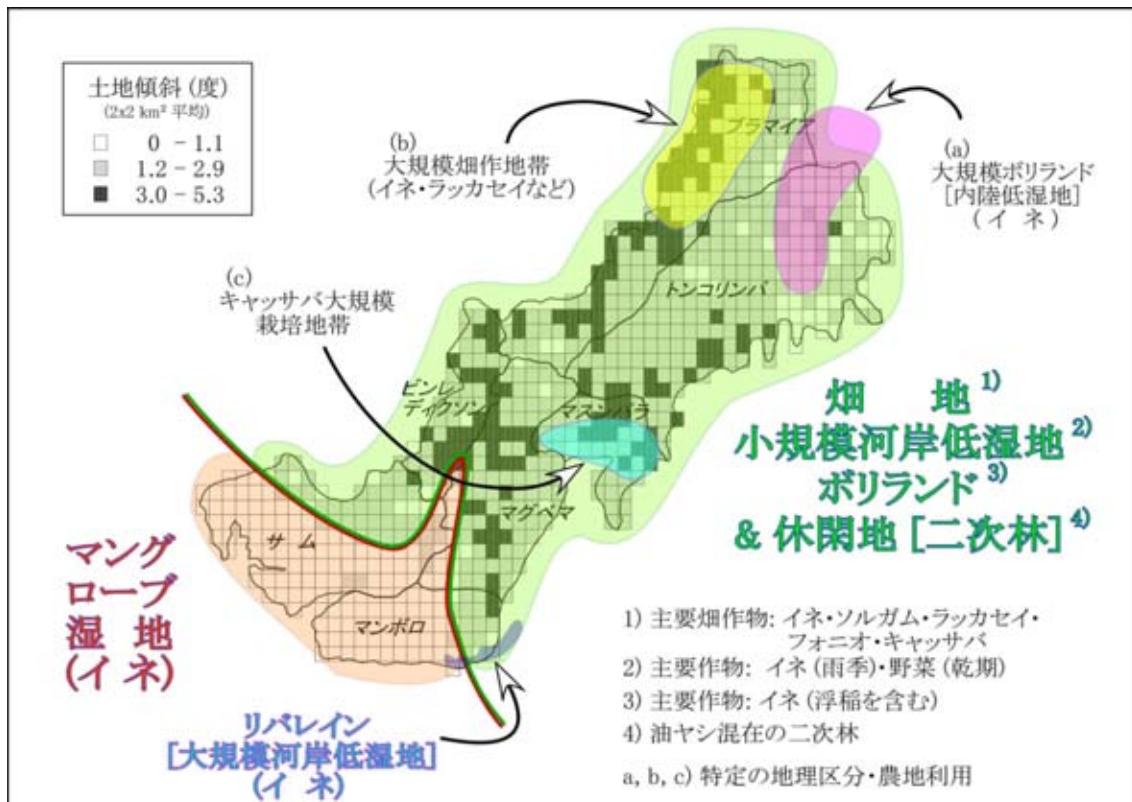 土地傾斜 (度)
(2x2 km² 平均)
0 - 1.1
1.2 - 2.9
3.0 - 5.3
(b)
大規模畑作地帯
(イネ・ラッカセイなど)
ブラマイア
(a)
大規模ボリランド
[内陸低湿地]
(イ ネ)
(c)
キャッサバ大規模
栽培地帯
トンコリンバ
ビンレ
ディクソン
マスンバラ
畑 地 1)
小規模河岸低湿地 2)
ボリランド 3)
& 休閑地 [二次林] 4)
マグベマ
サ ム
マング
ローブ
湿 地
(イ ネ)
マンボロ
リバレイン
[大規模河岸低湿地]
(イ ネ)
1) 主要畑作物: イネ・ソルガム・ラッカセイ・
フォニオ・キャッサバ
2) 主要作物: イネ (雨季)・野菜 (乾期)
3) 主要作物: イネ (浮稲を含む)
4) 油ヤシ混在の二次林
a, b, c) 特定の地理区分・農地利用